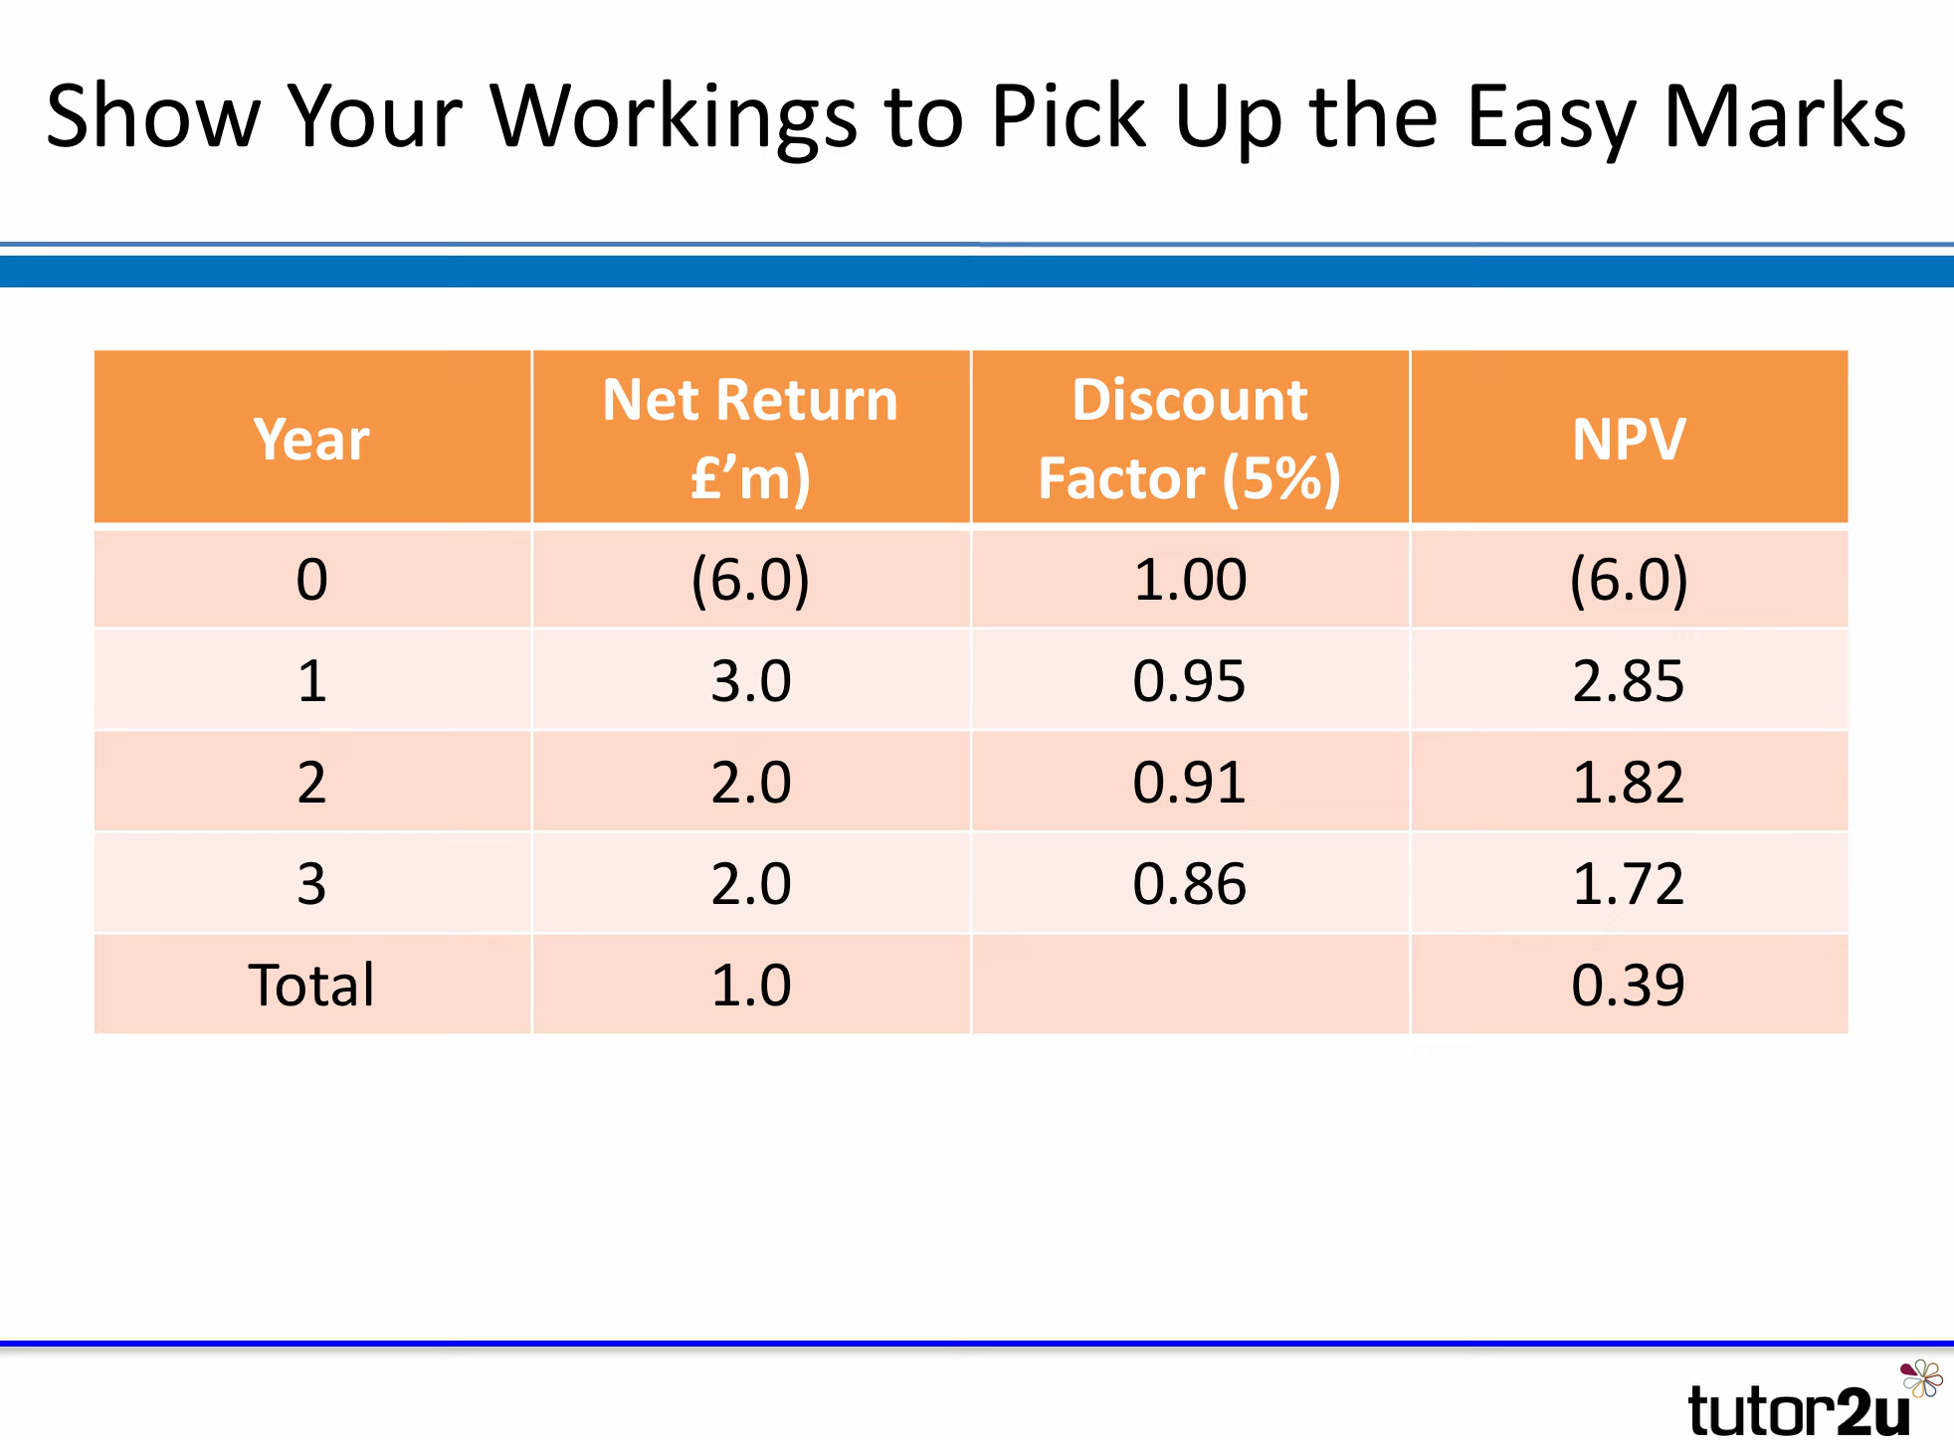 Show Your Workings to Pick Up the Easy Marks
Year Net Return £’m) Discount Factor (5%) NPV
0 (6.0) 1.00 (6.0)
1 3.0 0.95 2.85
2 2.0 0.91 1.82
3 2.0 0.86 1.72
Total 1.0 0.39
tutor2u